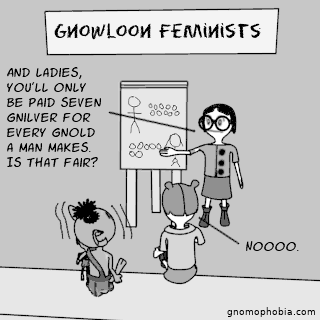 GNOWLOON FEMINISTS
AND LADIES,
YOU'LL ONLY
BE PAID SEVEN
GNILVER FOR
EVERY GNOLD
A MAN MAKES.
IS THAT FAIR?
NOOOO.
gnomophobia.com